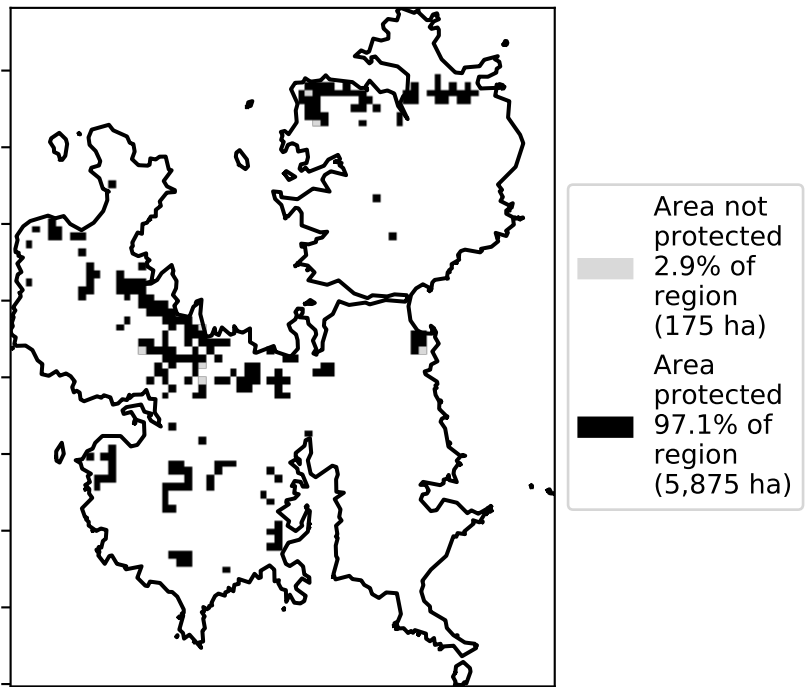 Area not
protected
2.9% of
region
(175 ha)
Area
protected
97.1% of
region
(5,875 ha)